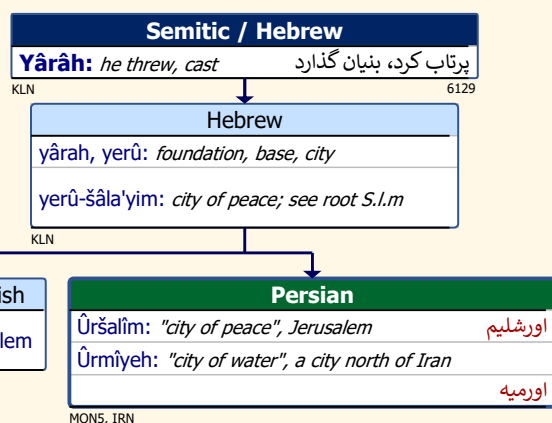 Semitic / Hebrew
Yârâh: he threw, cast پرتاب کرد، بنیان گذارد
KLN 6129
Hebrew
yârah, yerû: foundation, base, city
yerû-šâla'yim: city of peace; see root S.l.m
KLN
ish
lem
Persian
Ûršalîm: "city of peace", Jerusalem اورشلیم
Ûrmîyeh: "city of water", a city north of Iran
اورمیه
MON5, IRN